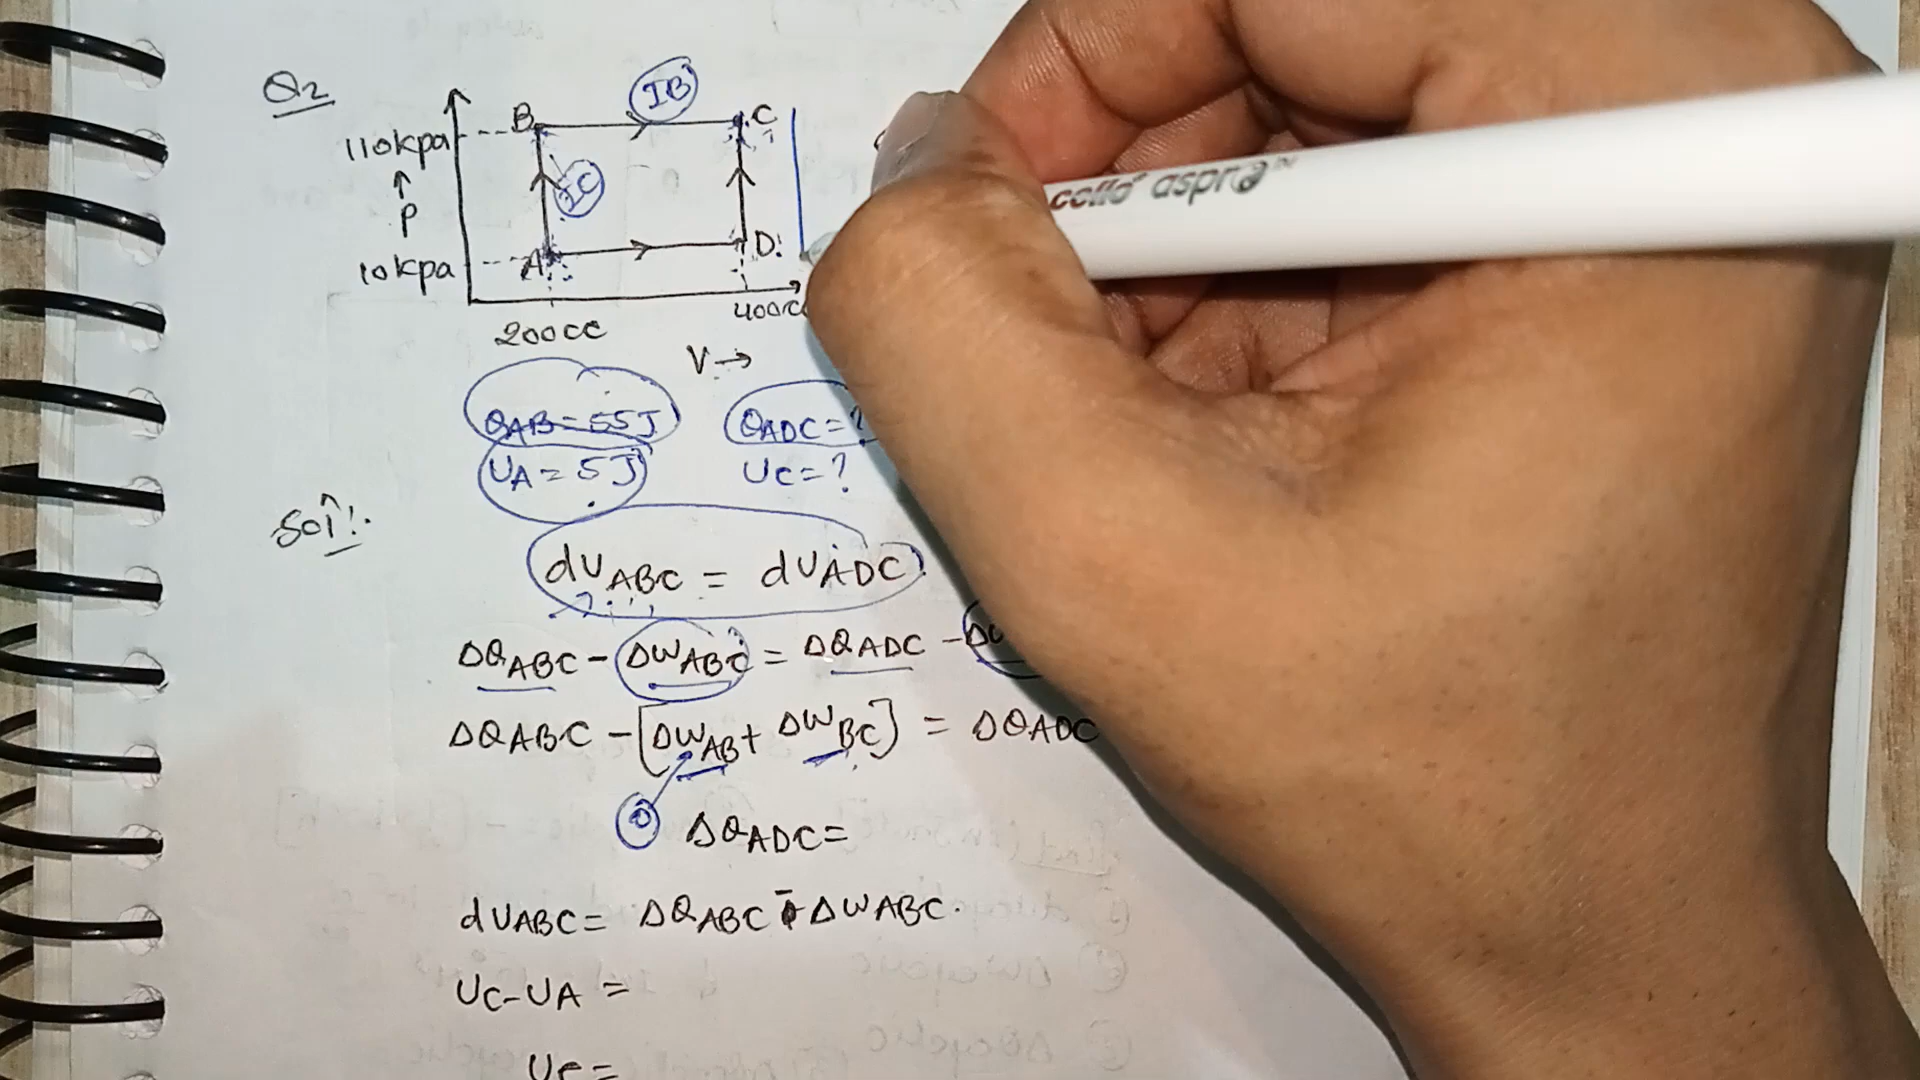 Q2
IB
B C
110kpa
↑
P
IC
10kpa
A D
200cc
V→
QAB = 55J QADC = ?
UA = 5J UC = ?
Sol^n:
dUABC = dUADC
ΔQABC - ΔWABC = ΔQADC -
ΔQABC - [ΔWAB + ΔWBC] = ΔQADC
0
ΔQADC =
dUABC = ΔQABC - ΔWABC.
UC-UA =
UC =
cello aspra